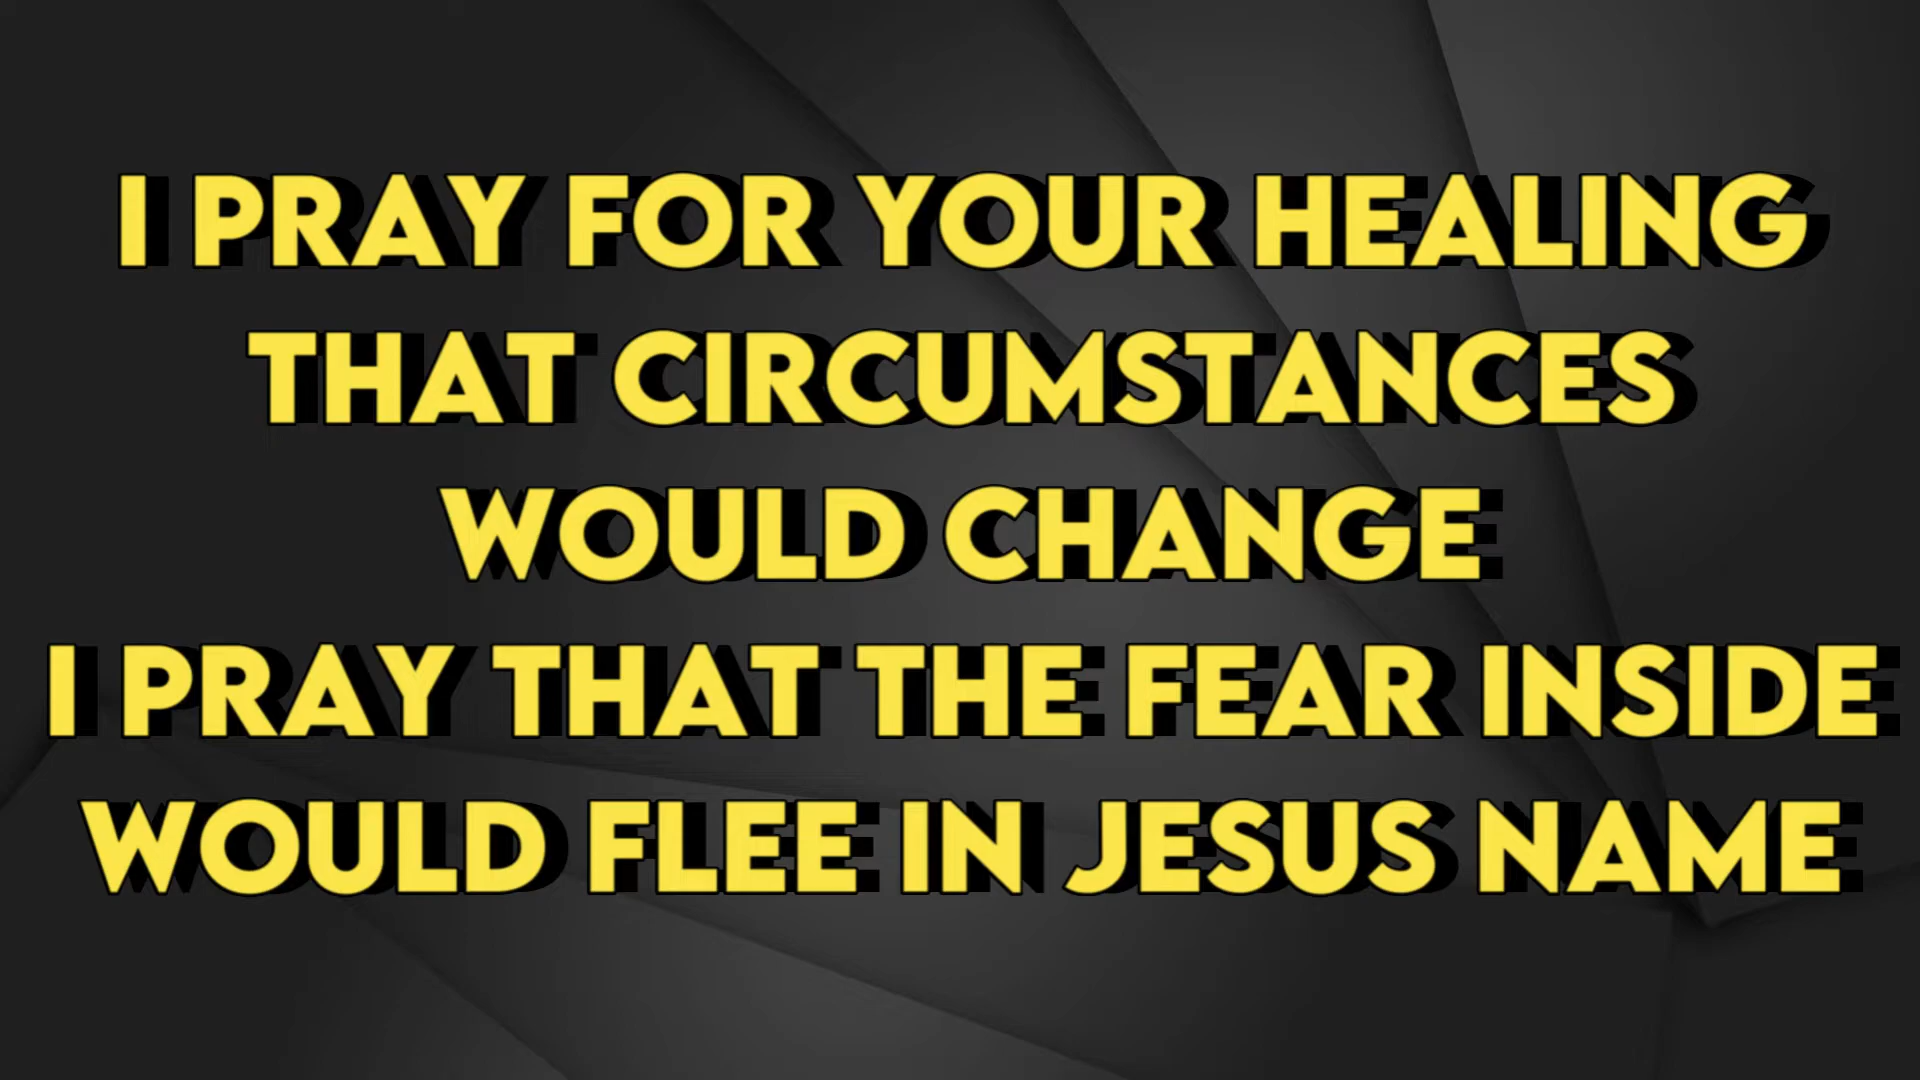 I PRAY FOR YOUR HEALING
THAT CIRCUMSTANCES
WOULD CHANGE
I PRAY THAT THE FEAR INSIDE
WOULD FLEE IN JESUS NAME